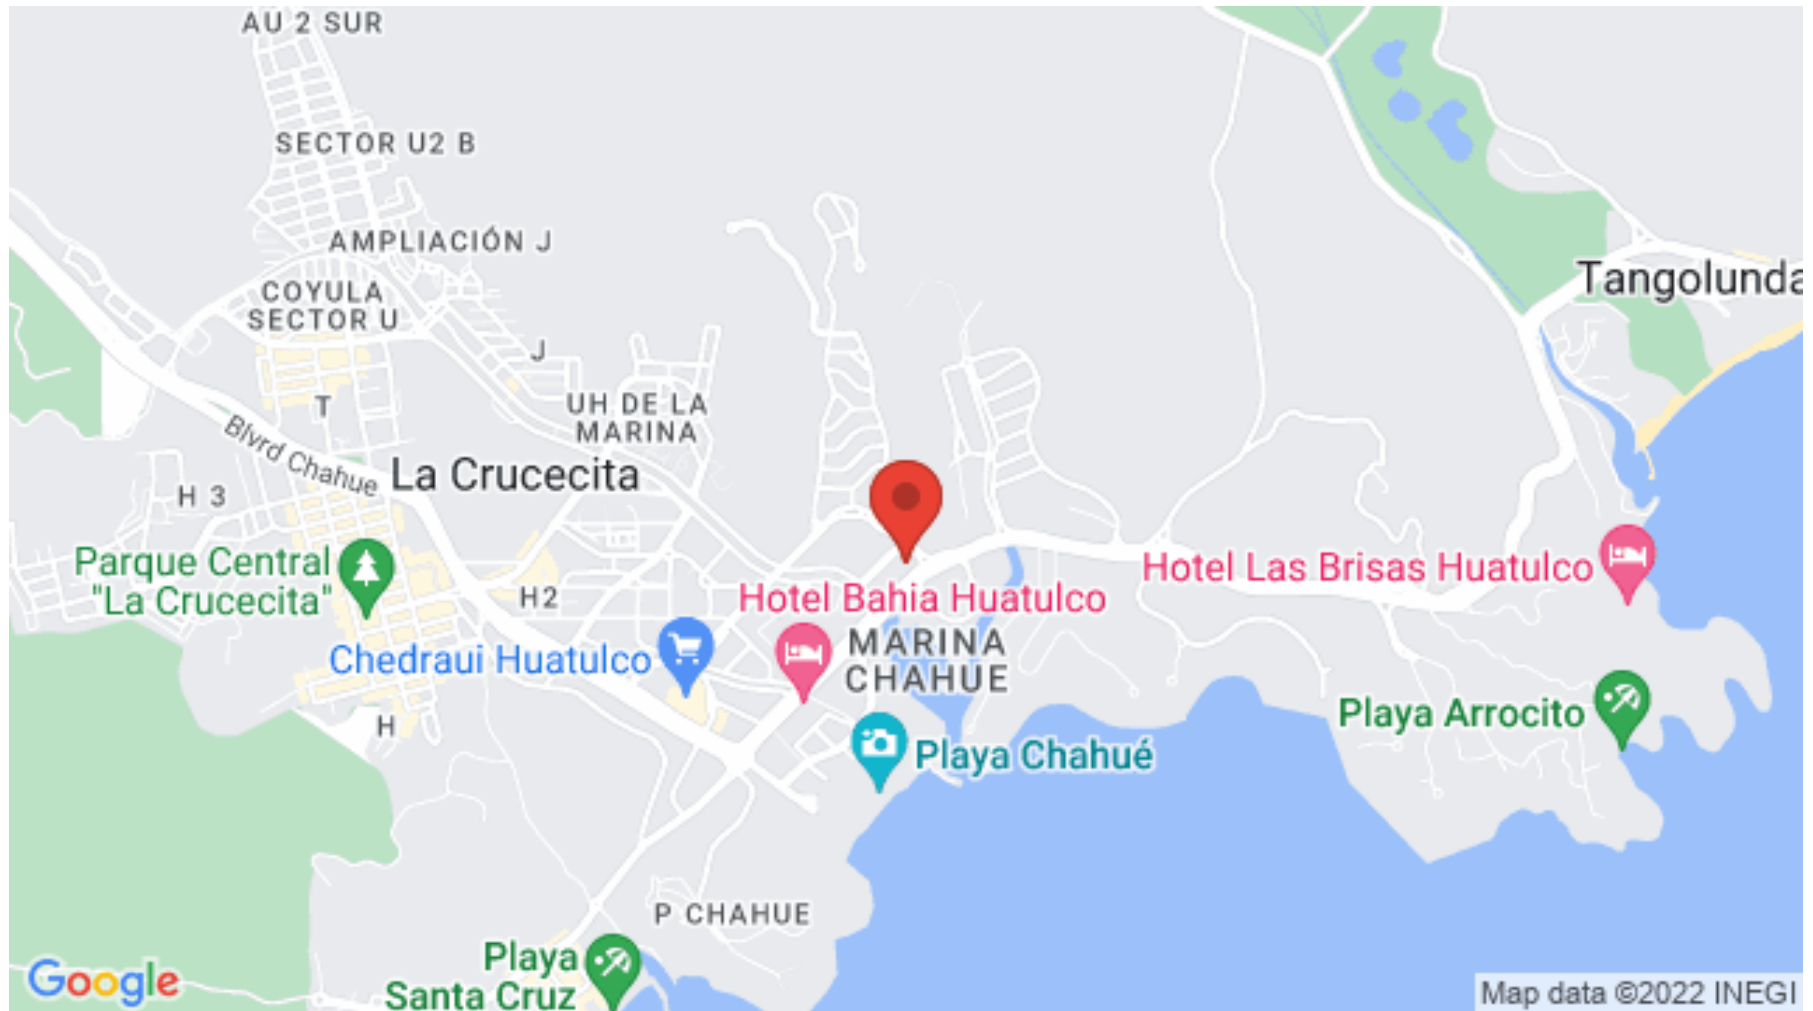 AU 2 SUR
SECTOR U2 B
AMPLIACIÓN J
COYULA
SECTOR U
Tangolunda
J
T
UH DE LA
MARINA
Blvrd Chahue
La Crucecita
H 3
Parque Central
"La Crucecita"
H2
Hotel Bahia Huatulco
Hotel Las Brisas Huatulco
Chedraui Huatulco
MARINA
CHAHUE
H
Playa Arrocito
Playa Chahué
P CHAHUE
Playa
Santa Cruz
Google
Map data ©2022 INEGI